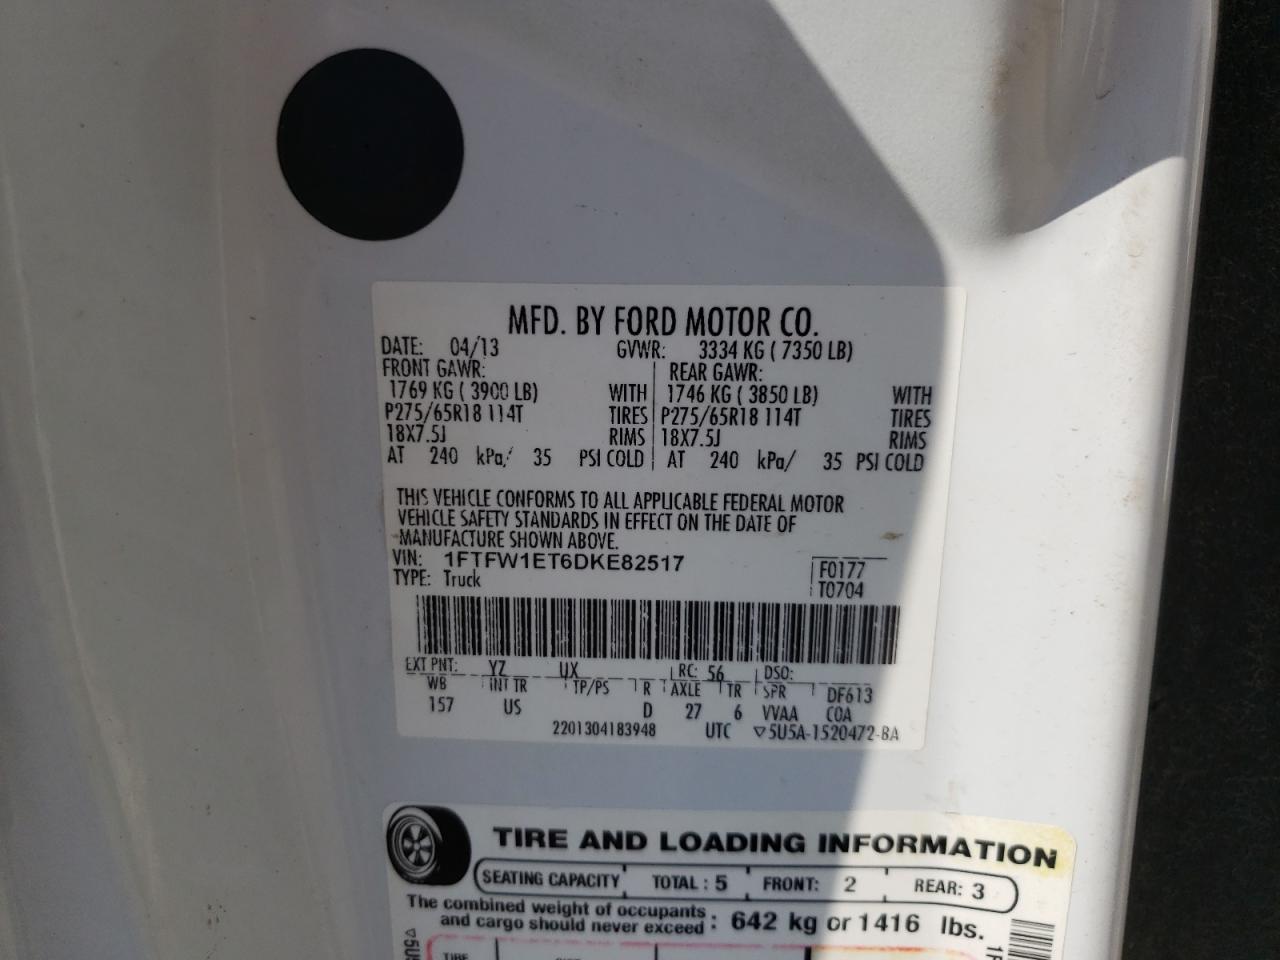 MFD. BY FORD MOTOR CO.
DATE: 04/13 GVWR: 3334 KG ( 7350 LB)
FRONT GAWR: REAR GAWR:
1769 KG ( 3900 LB) WITH 1746 KG ( 3850 LB) WITH
P275/65R18 114T TIRES P275/65R18 114T TIRES
18X7.5J RIMS 18X7.5J RIMS
AT 240 kPa/ 35 PSI COLD AT 240 kPa/ 35 PSI COLD
THIS VEHICLE CONFORMS TO ALL APPLICABLE FEDERAL MOTOR
VEHICLE SAFETY STANDARDS IN EFFECT ON THE DATE OF
MANUFACTURE SHOWN ABOVE.
VIN: 1FTFW1ET6DKE82517 F0177
TYPE: Truck T0704
EXT PNT: YZ UX RC: 56 DSO:
WB INT TR TP/PS R AXLE TR SPR DF613
157 US D 27 6 VVAA COA
2201304183948 UTC ▽5U5A-1520472-BA
TIRE AND LOADING INFORMATION
SEATING CAPACITY TOTAL : 5 FRONT: 2 REAR: 3
The combined weight of occupants
and cargo should never exceed : 642 kg or 1416 lbs.
▽5U5
TIRE